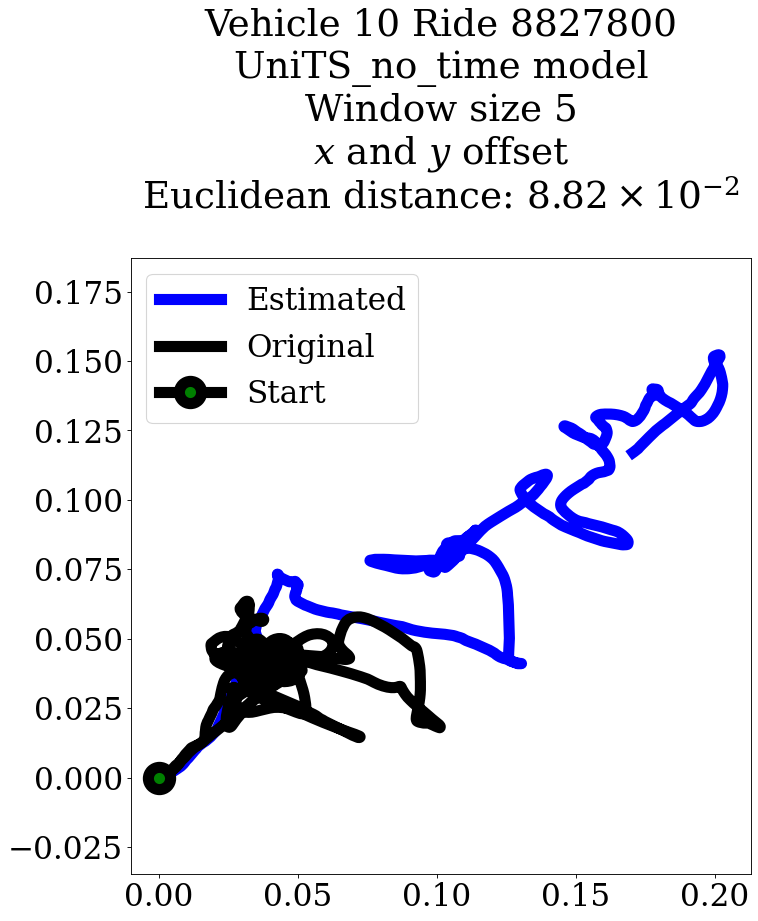 Vehicle 10 Ride 8827800
UniTS_no_time model
Window size 5
x and y offset
Euclidean distance: 8.82 × 10⁻²
Estimated
Original
Start
0.175
0.150
0.125
0.100
0.075
0.050
0.025
0.000
−0.025
0.00 0.05 0.10 0.15 0.20